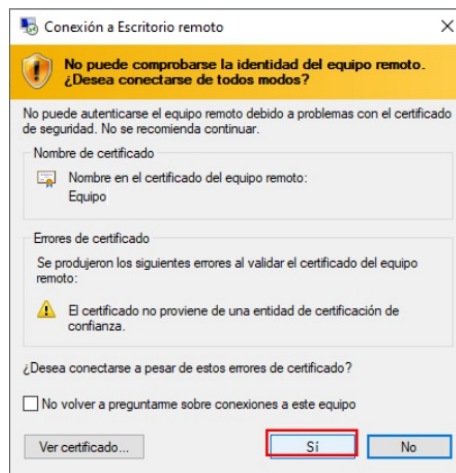 Conexión a Escritorio remoto
No puede comprobarse la identidad del equipo remoto.
¿Desea conectarse de todos modos?
No puede autenticarse el equipo remoto debido a problemas con el certificado
de seguridad. No se recomienda continuar.
Nombre de certificado
Nombre en el certificado del equipo remoto:
Equipo
Errores de certificado
Se produjeron los siguientes errores al validar el certificado del equipo
remoto:
El certificado no proviene de una entidad de certificación de
confianza.
¿Desea conectarse a pesar de estos errores de certificado?
No volver a preguntarme sobre conexiones a este equipo
Ver certificado...
Sí
No